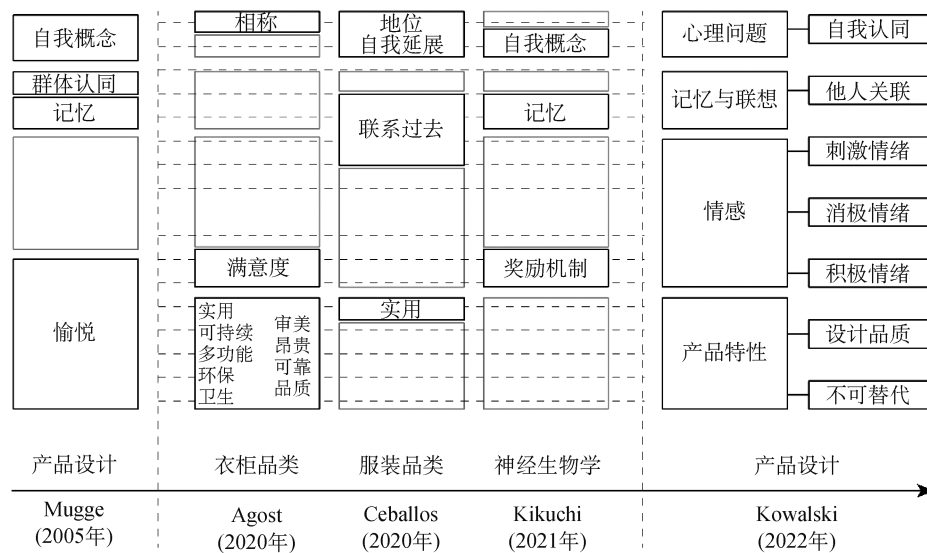 自我概念
群体认同
记忆
愉悦
产品设计
Mugge
(2005年)
相称
满意度
实用
可持续
多功能
环保
卫生
审美
昂贵
可靠
品质
衣柜品类
Agost
(2020年)
地位
自我延展
联系过去
实用
服装品类
Ceballos
(2020年)
自我概念
记忆
奖励机制
神经生物学
Kikuchi
(2021年)
心理问题
记忆与联想
情感
产品特性
自我认同
他人关联
刺激情绪
消极情绪
积极情绪
设计品质
不可替代
产品设计
Kowalski
(2022年)